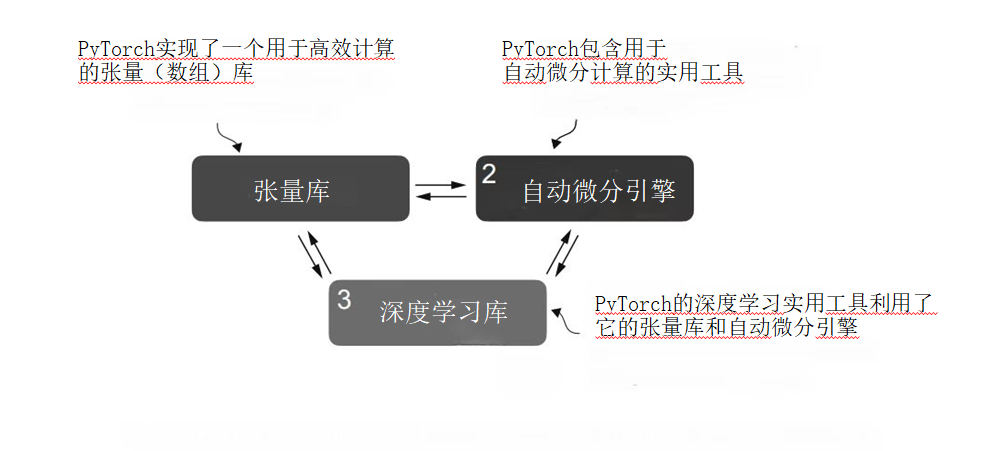 PyTorch实现了一个用于高效计算
的张量（数组）库
PyTorch包含用于
自动微分计算的实用工具
张量库
2
自动微分引擎
3
深度学习库
PyTorch的深度学习实用工具利用了
它的张量库和自动微分引擎